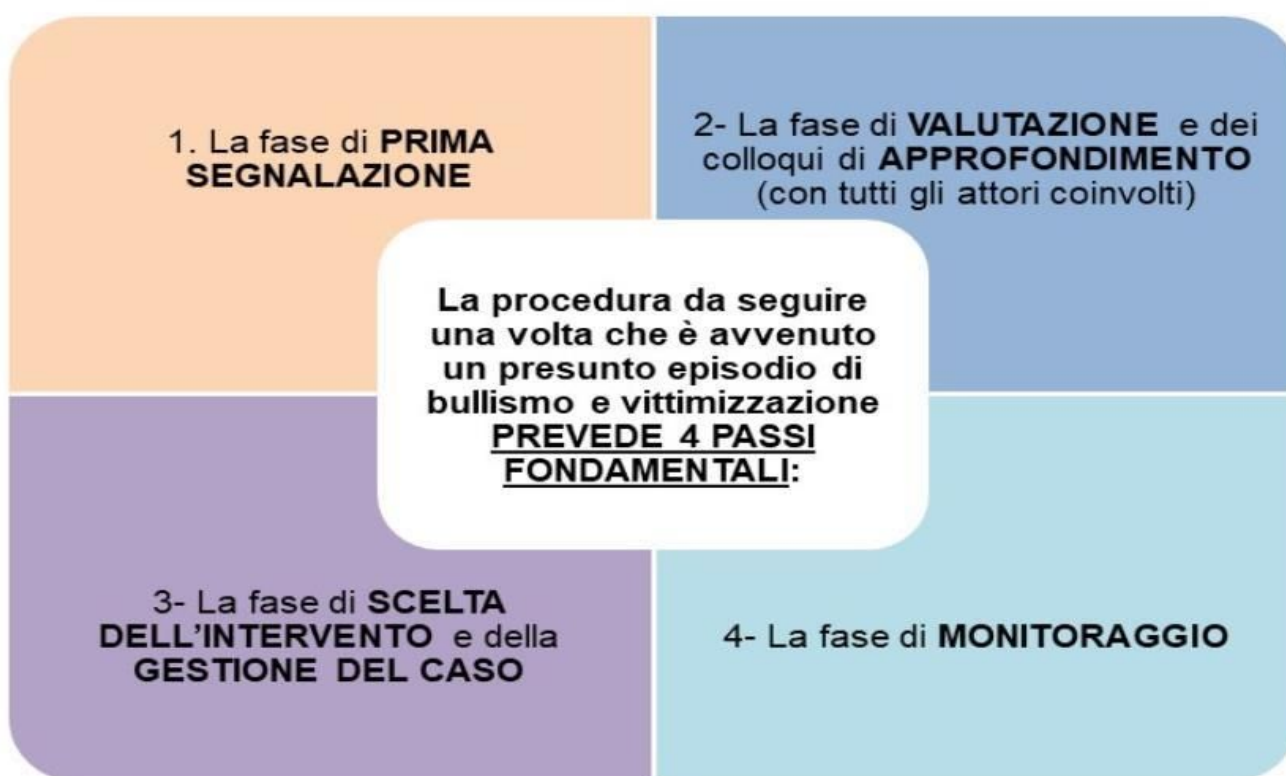 1. La fase di PRIMA
SEGNALAZIONE
2- La fase di VALUTAZIONE e dei
colloqui di APPROFONDIMENTO
(con tutti gli attori coinvolti)
La procedura da seguire
una volta che è avvenuto
un presunto episodio di
bullismo e vittimizzazione
PREVEDE 4 PASSI
FONDAMENTALI:
3- La fase di SCELTA
DELL'INTERVENTO e della
GESTIONE DEL CASO
4- La fase di MONITORAGGIO